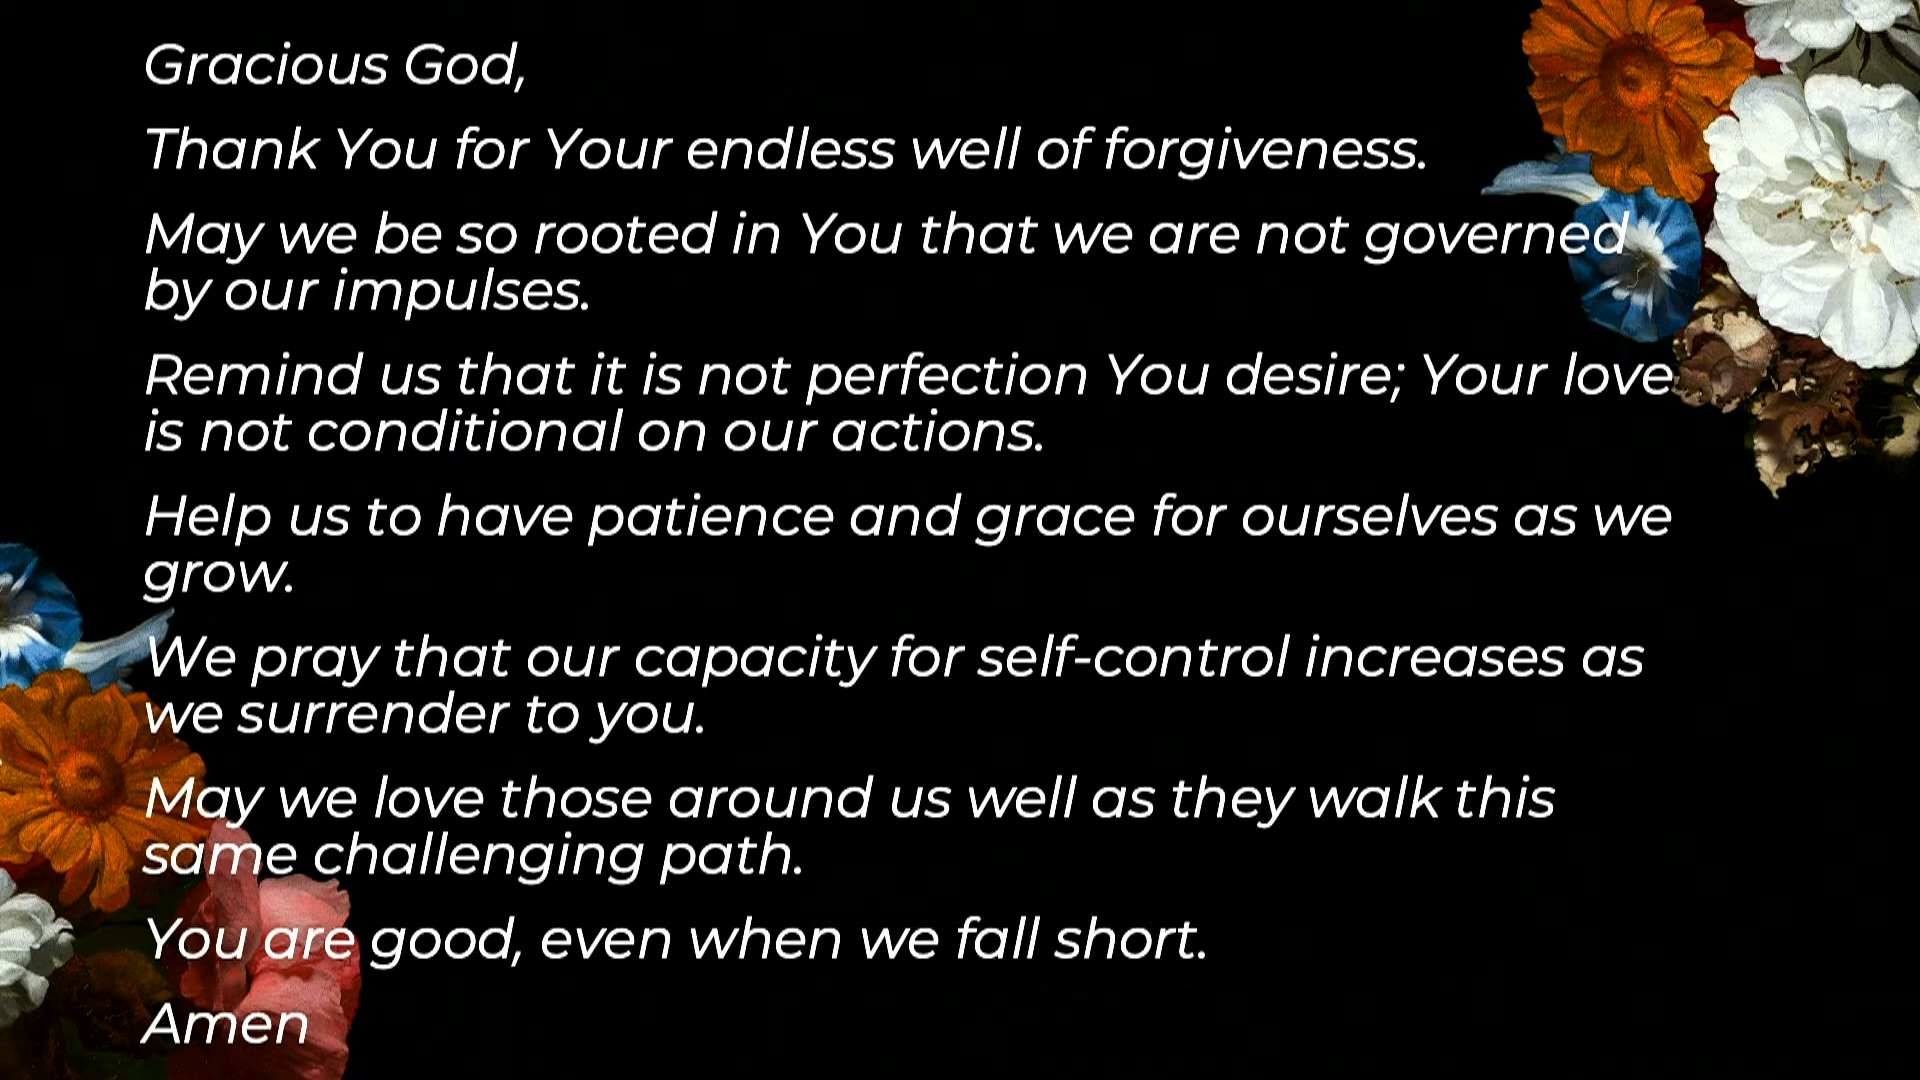 Gracious God,
Thank You for Your endless well of forgiveness.
May we be so rooted in You that we are not governed
by our impulses.
Remind us that it is not perfection You desire; Your love
is not conditional on our actions.
Help us to have patience and grace for ourselves as we
grow.
We pray that our capacity for self-control increases as
we surrender to you.
May we love those around us well as they walk this
same challenging path.
You are good, even when we fall short.
Amen